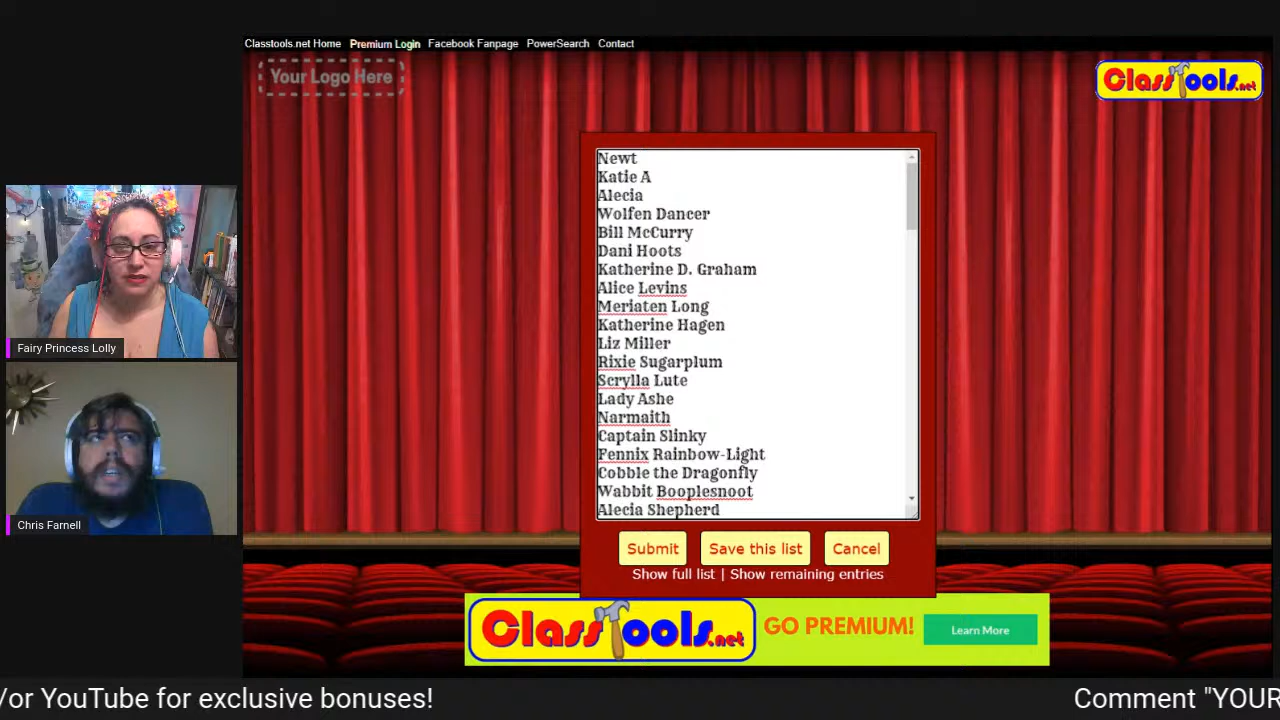 Classtools.net Home Premium Login Facebook Fanpage PowerSearch Contact
Your Logo Here
ClassTools.net
Newt
Katie A
Alecia
Wolfen Dancer
Bill McCurry
Dani Hoots
Katherine D. Graham
Alice Levins
Meriaten Long
Katherine Hagen
Liz Miller
Rixie Sugarplum
Scrylla Lute
Lady Ashe
Narmaith
Captain Slinky
Fennix Rainbow-Light
Cobble the Dragonfly
Wabbit Booplesnoot
Alecia Shepherd
Fairy Princess Lolly
Chris Farnell
Submit Save this list Cancel
Show full list | Show remaining entries
ClassTools.net GO PREMIUM! Learn More
/or YouTube for exclusive bonuses! Comment "YOUR